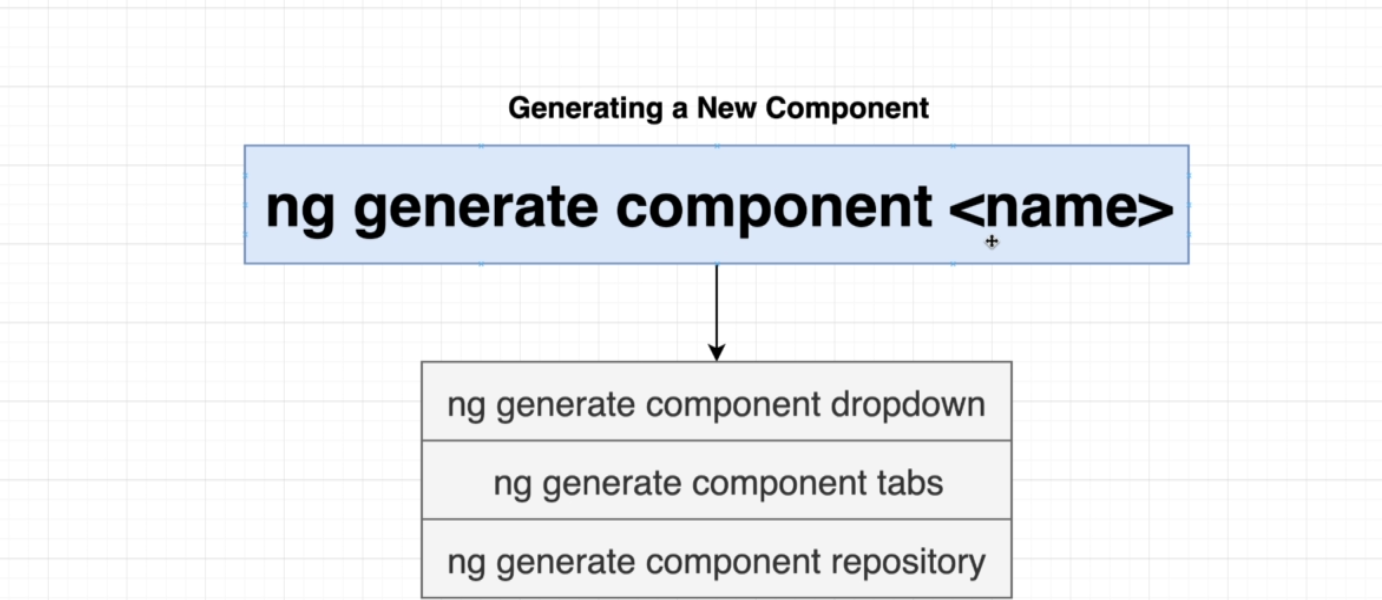 Generating a New Component
ng generate component <name>
ng generate component dropdown
ng generate component tabs
ng generate component repository